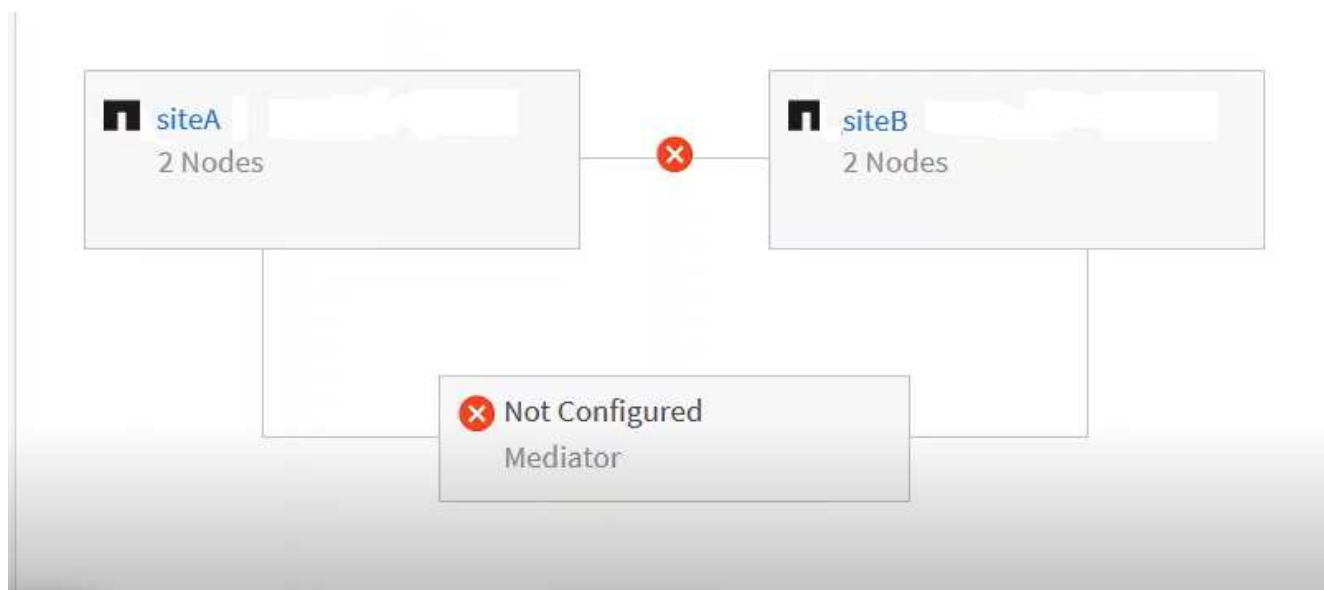 siteA
2 Nodes
siteB
2 Nodes
Not Configured
Mediator